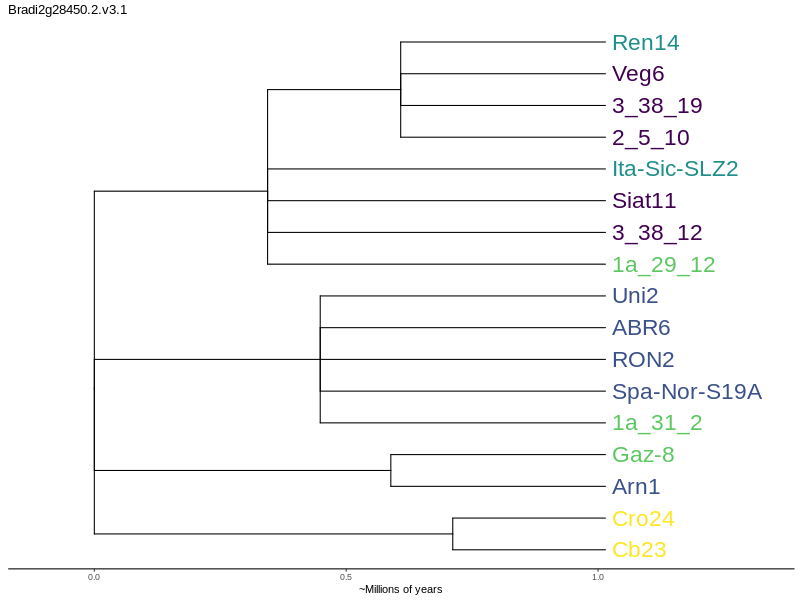 Bradi2g28450.2.v3.1
Ren14
Veg6
3_38_19
2_5_10
Ita-Sic-SLZ2
Siat11
3_38_12
1a_29_12
Uni2
ABR6
RON2
Spa-Nor-S19A
1a_31_2
Gaz-8
Arn1
Cro24
Cb23
0.0 0.5 1.0
~Millions of years